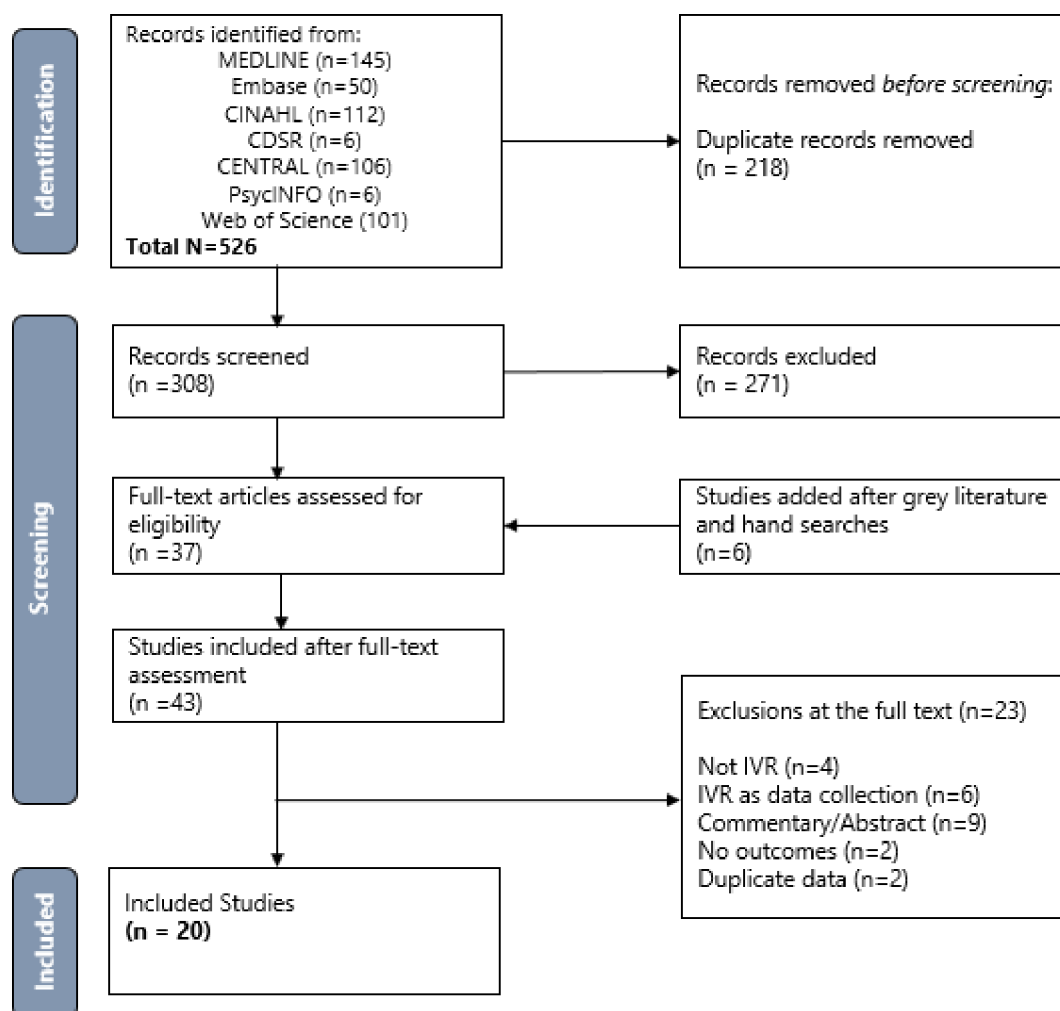 Identification
Records identified from:
MEDLINE (n=145)
Embase (n=50)
CINAHL (n=112)
CDSR (n=6)
CENTRAL (n=106)
PsycINFO (n=6)
Web of Science (101)
Total N=526
Records removed before screening:
Duplicate records removed
(n = 218)
Screening
Records screened
(n =308)
Records excluded
(n = 271)
Full-text articles assessed for
eligibility
(n =37)
Studies added after grey literature
and hand searches
(n=6)
Studies included after full-text
assessment
(n =43)
Exclusions at the full text (n=23)
Not IVR (n=4)
IVR as data collection (n=6)
Commentary/Abstract (n=9)
No outcomes (n=2)
Duplicate data (n=2)
Included
Included Studies
(n = 20)